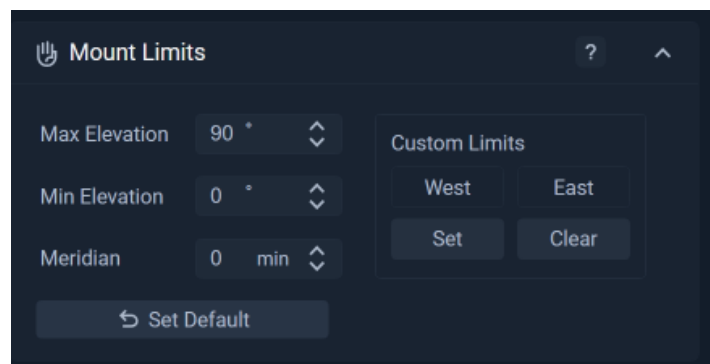 Mount Limits ?
Max Elevation 90 °
Min Elevation 0 °
Meridian 0 min
Set Default
Custom Limits
West East
Set Clear